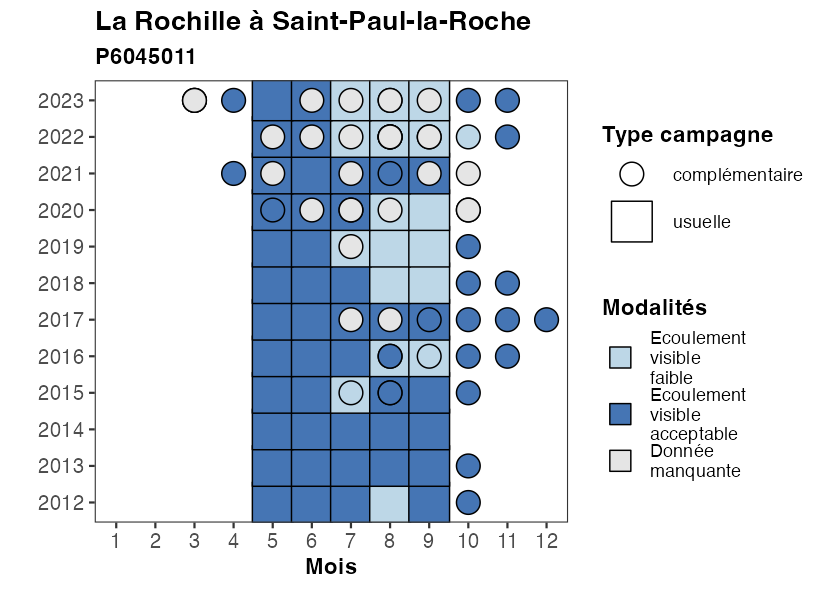 La Rochille à Saint-Paul-la-Roche
P6045011
2023
2022
2021
2020
2019
2018
2017
2016
2015
2014
2013
2012
1 2 3 4 5 6 7 8 9 10 11 12
Mois
Type campagne
complémentaire
usuelle
Modalités
Ecoulement
visible
faible
Ecoulement
visible
acceptable
Donnée
manquante